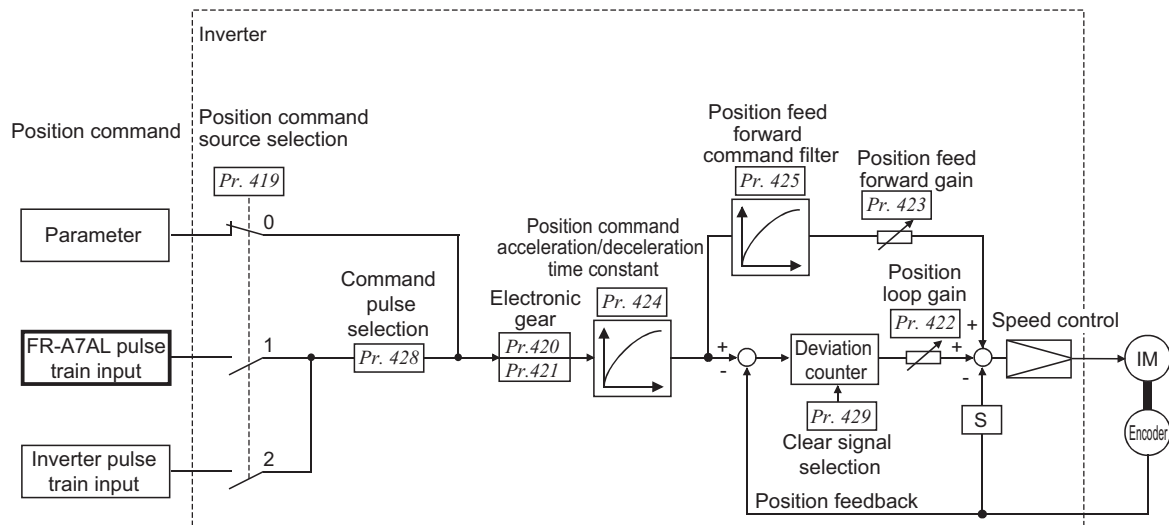 Inverter
Position command
Position command
source selection
Pr. 419
Parameter
0
FR-A7AL pulse
train input
1
Inverter pulse
train input
2
Command
pulse
selection
Pr. 428
Electronic
gear
Pr.420
Pr.421
Position command
acceleration/deceleration
time constant
Pr. 424
Position feed
forward
command filter
Pr. 425
Position feed
forward gain
Pr. 423
Position
loop gain
Pr. 422
+
-
Deviation
counter
Pr. 429
Clear signal
selection
+
+
-
S
Speed control
IM
Encoder
Position feedback